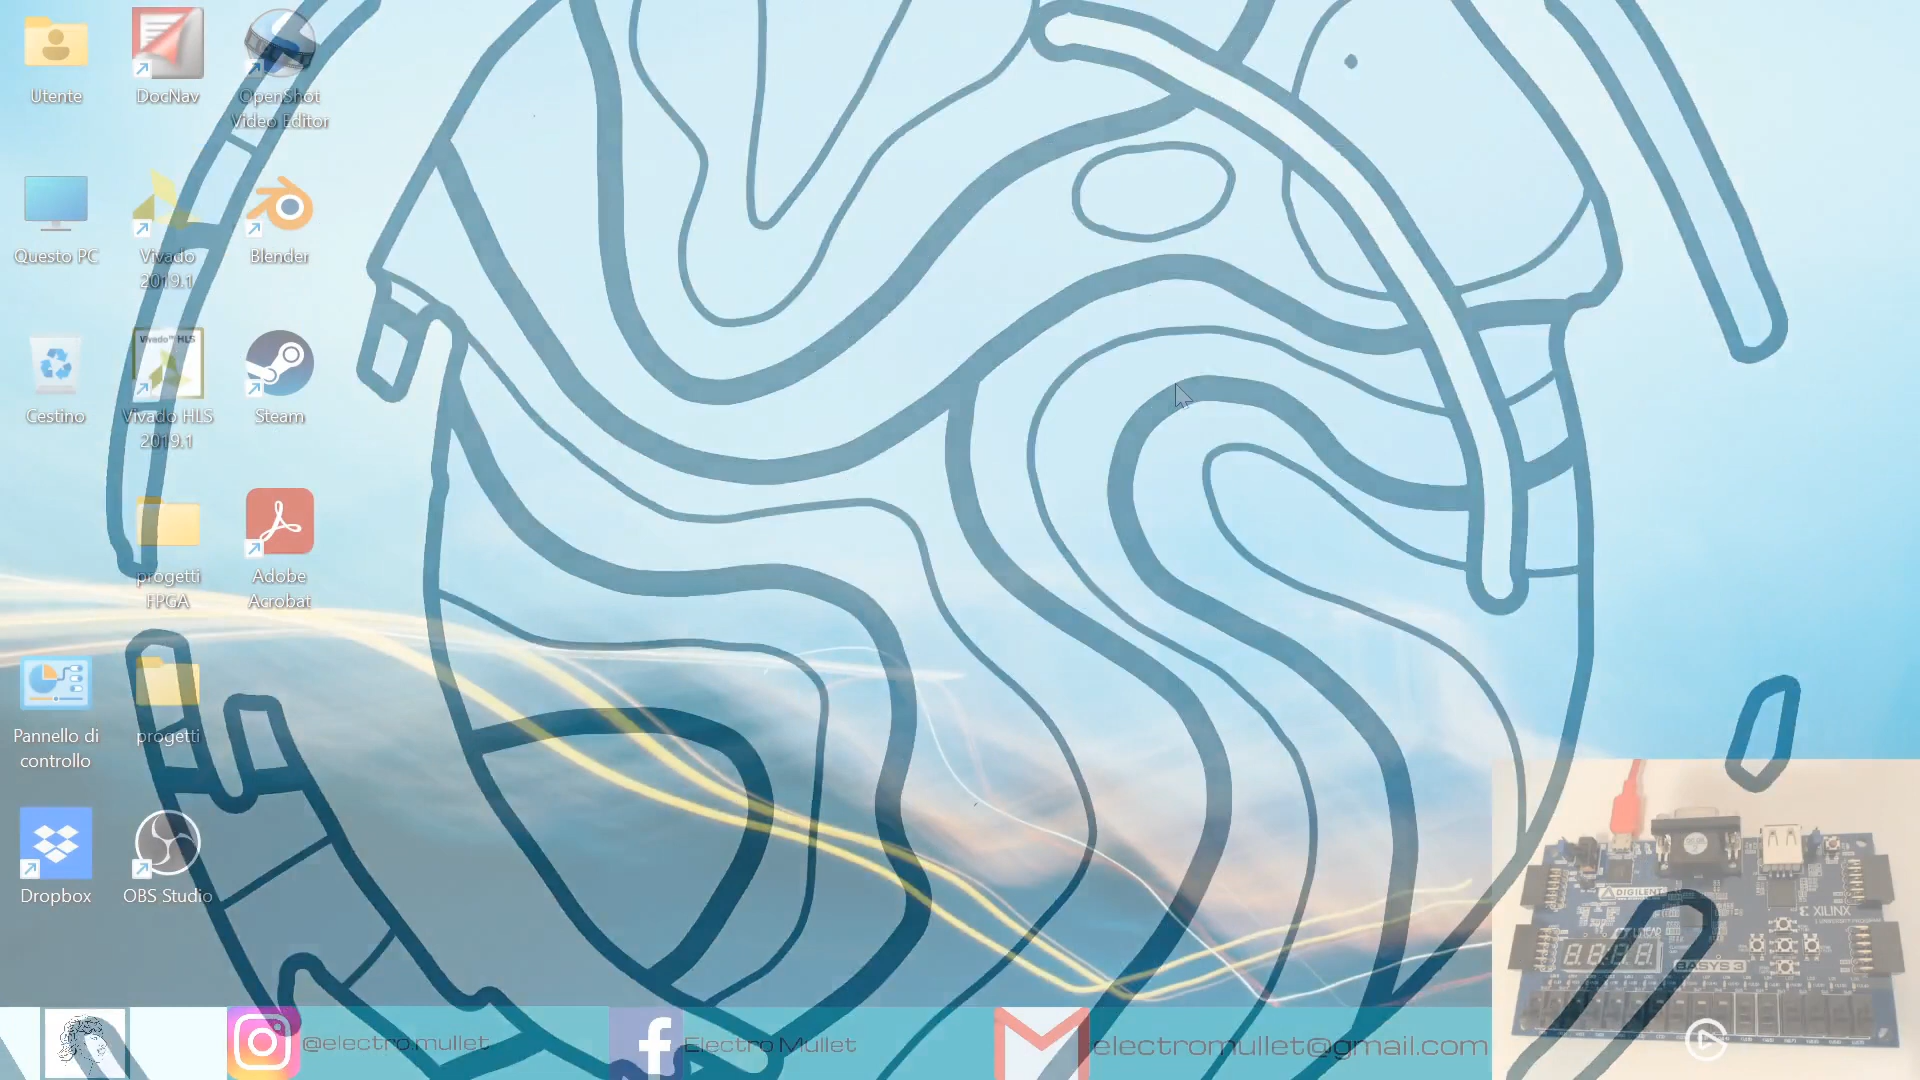 Utente
DocNav
OpenShot
Video Editor
Questo PC
Vivado
2019.1
Blender
Cestino
Vivado HLS
Vivado HLS
2019.1
Steam
progetti
FPGA
Adobe
Acrobat
Pannello di
controllo
progetti
Dropbox
OBS Studio
DIGILENT
XILINX
BASYS 3
@electro.mullet
Electro Mullet
electromullet@gmail.com